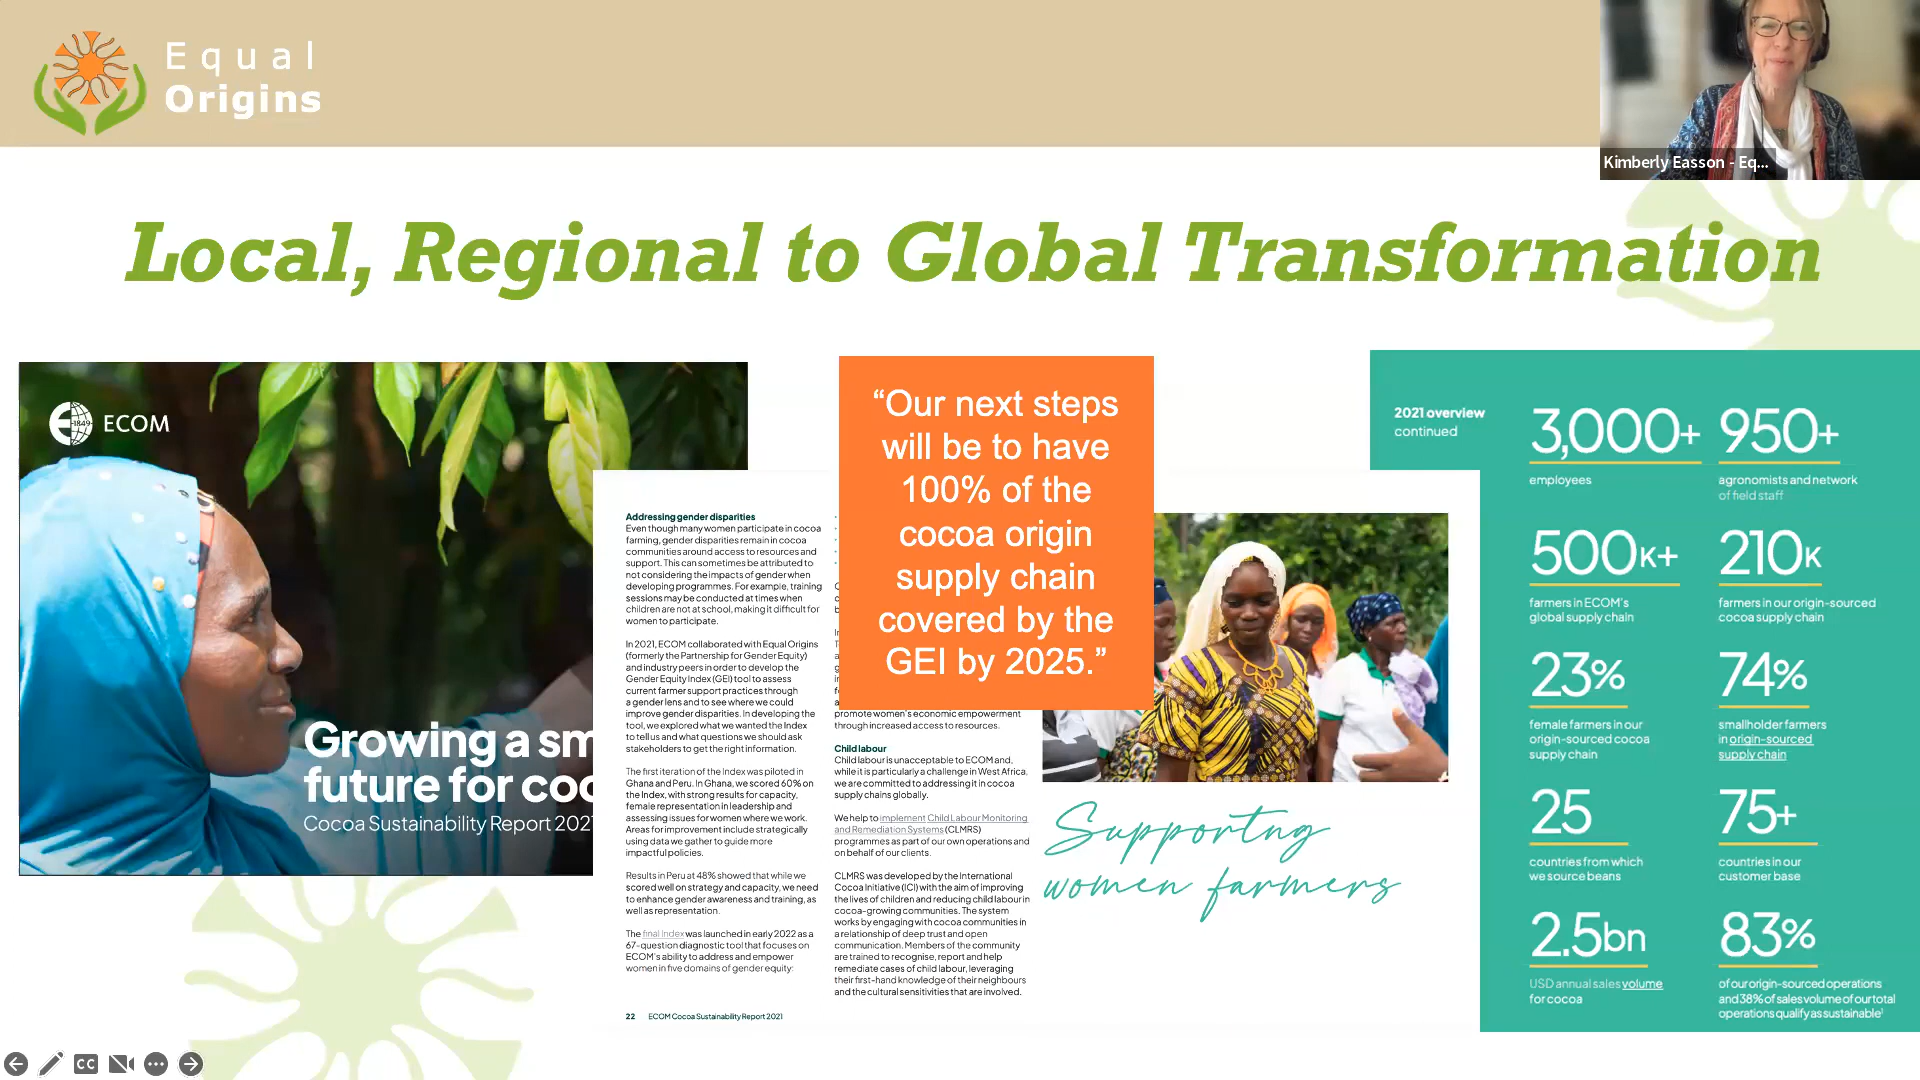 Equal
Origins
Kimberly Easson - Eq...
Local, Regional to Global Transformation
1849
ECOM
Growing a sm
future for coc
Cocoa Sustainability Report 2021
Addressing gender disparities
Even though many women participate in cocoa
farming, gender disparities remain in cocoa
communities around access to resources and
support. This can sometimes be attributed to
not considering the impacts of gender when
developing programmes. For example, training
sessions may be conducted at times when
children are not at school, making it difficult for
women to participate.
In 2021, ECOM collaborated with Equal Origins
(formerly the Partnership for Gender Equity)
and industry peers in order to develop the
Gender Equity Index (GEI) tool to assess
current farmer support practices through
a gender lens and to see where we could
improve gender disparities. In developing the
tool, we explored what we wanted the Index
to tell us and what questions we should ask
stakeholders to get the right information.
The first iteration of the Index was piloted in
Ghana and Peru. In Ghana, we scored 60% on
the Index, with strong results for capacity,
female representation in leadership and
assessing issues for women where we work.
Areas for improvement include strategically
using data we gather to guide more
impactful policies.
Results in Peru at 48% showed that while we
scored well on strategy and capacity, we need
to enhance gender awareness and training, as
well as representation.
The final Index was launched in early 2022 as a
67-question diagnostic tool that focuses on
ECOM's ability to address and empower
women in five domains of gender equity:
22 ECOM Cocoa Sustainability Report 2021
“Our next steps
will be to have
100% of the
cocoa origin
supply chain
covered by the
GEI by 2025.”
promote women's economic empowerment
through increased access to resources.
Child labour
Child labour is unacceptable to ECOM and,
while it is particularly a challenge in West Africa,
we are committed to addressing it in cocoa
supply chains globally.
We help to implement Child Labour Monitoring
and Remediation Systems (CLMRS)
programmes as part of our own operations and
on behalf of our clients.
CLMRS was developed by the International
Cocoa Initiative (ICI) with the aim of improving
the lives of children and reducing child labour in
cocoa-growing communities. The system
works by engaging with cocoa communities in
a relationship of deep trust and open
communication. Members of the community
are trained to recognise, report and help
remediate cases of child labour, leveraging
their first-hand knowledge of their neighbours
and the cultural sensitivities that are involved.
Supportng
women farmers
2021 overview
continued
3,000+
employees
950+
agronomists and network
of field staff
500K+
farmers in ECOM's
global supply chain
210K
farmers in our origin-sourced
cocoa supply chain
23%
female farmers in our
origin-sourced cocoa
supply chain
74%
smallholder farmers
in origin-sourced
supply chain
25
countries from which
we source beans
75+
countries in our
customer base
2.5bn
USD annual sales volume
for cocoa
83%
of our origin-sourced operations
and 38% of sales volume of our total
operations qualify as sustainable¹
CC